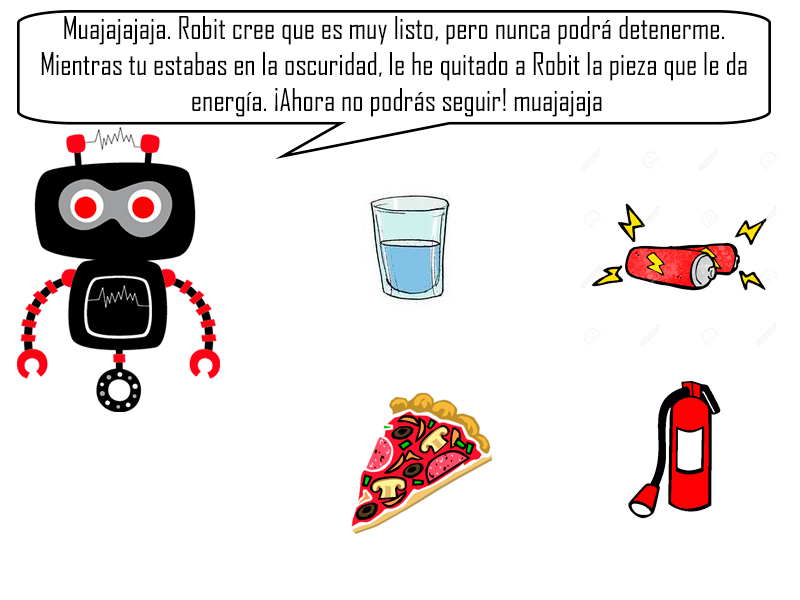 Muajajajaja. Robit cree que es muy listo, pero nunca podrá detenerme.
Mientras tu estabas en la oscuridad, le he quitado a Robit la pieza que le da
energía. ¡Ahora no podrás seguir! muajajaja